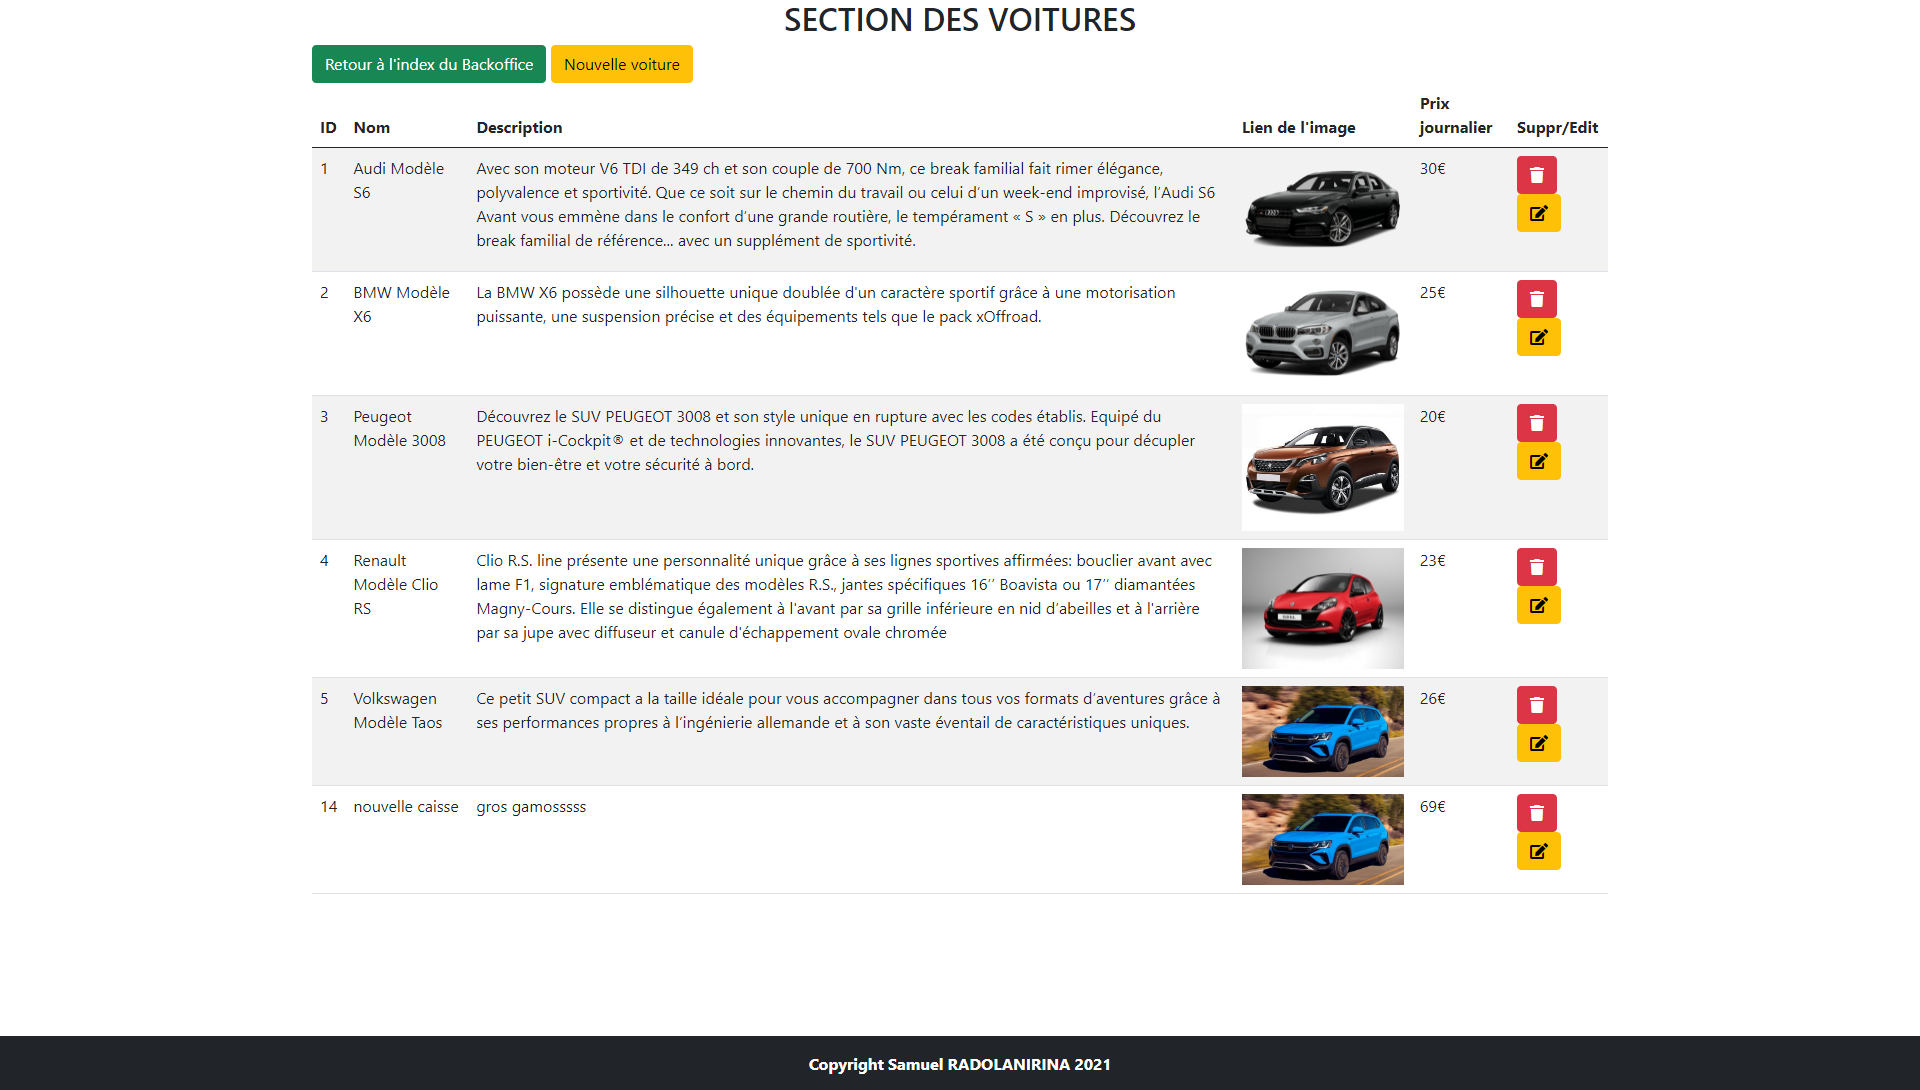 SECTION DES VOITURES
Retour à l'index du Backoffice Nouvelle voiture
ID Nom Description Lien de l'image Prix journalier Suppr/Edit
1 Audi Modèle S6
Avec son moteur V6 TDI de 349 ch et son couple de 700 Nm, ce break familial fait rimer élégance,
polyvalence et sportivité. Que ce soit sur le chemin du travail ou celui d’un week-end improvisé, l’Audi S6
Avant vous emmène dans le confort d’une grande routière, le tempérament « S » en plus. Découvrez le
break familial de référence... avec un supplément de sportivité.
30€
2 BMW Modèle X6
La BMW X6 possède une silhouette unique doublée d'un caractère sportif grâce à une motorisation
puissante, une suspension précise et des équipements tels que le pack xOffroad.
25€
3 Peugeot Modèle 3008
Découvrez le SUV PEUGEOT 3008 et son style unique en rupture avec les codes établis. Equipé du
PEUGEOT i-Cockpit® et de technologies innovantes, le SUV PEUGEOT 3008 a été conçu pour décupler
votre bien-être et votre sécurité à bord.
20€
4 Renault Modèle Clio RS
Clio R.S. line présente une personnalité unique grâce à ses lignes sportives affirmées: bouclier avant avec
lame F1, signature emblématique des modèles R.S., jantes spécifiques 16’’ Boavista ou 17’’ diamantées
Magny-Cours. Elle se distingue également à l'avant par sa grille inférieure en nid d’abeilles et à l'arrière
par sa jupe avec diffuseur et canule d'échappement ovale chromée
23€
5 Volkswagen Modèle Taos
Ce petit SUV compact a la taille idéale pour vous accompagner dans tous vos formats d’aventures grâce à
ses performances propres à l’ingénierie allemande et à son vaste éventail de caractéristiques uniques.
26€
14 nouvelle caisse
gros gamosssss
69€
Copyright Samuel RADOLANIRINA 2021